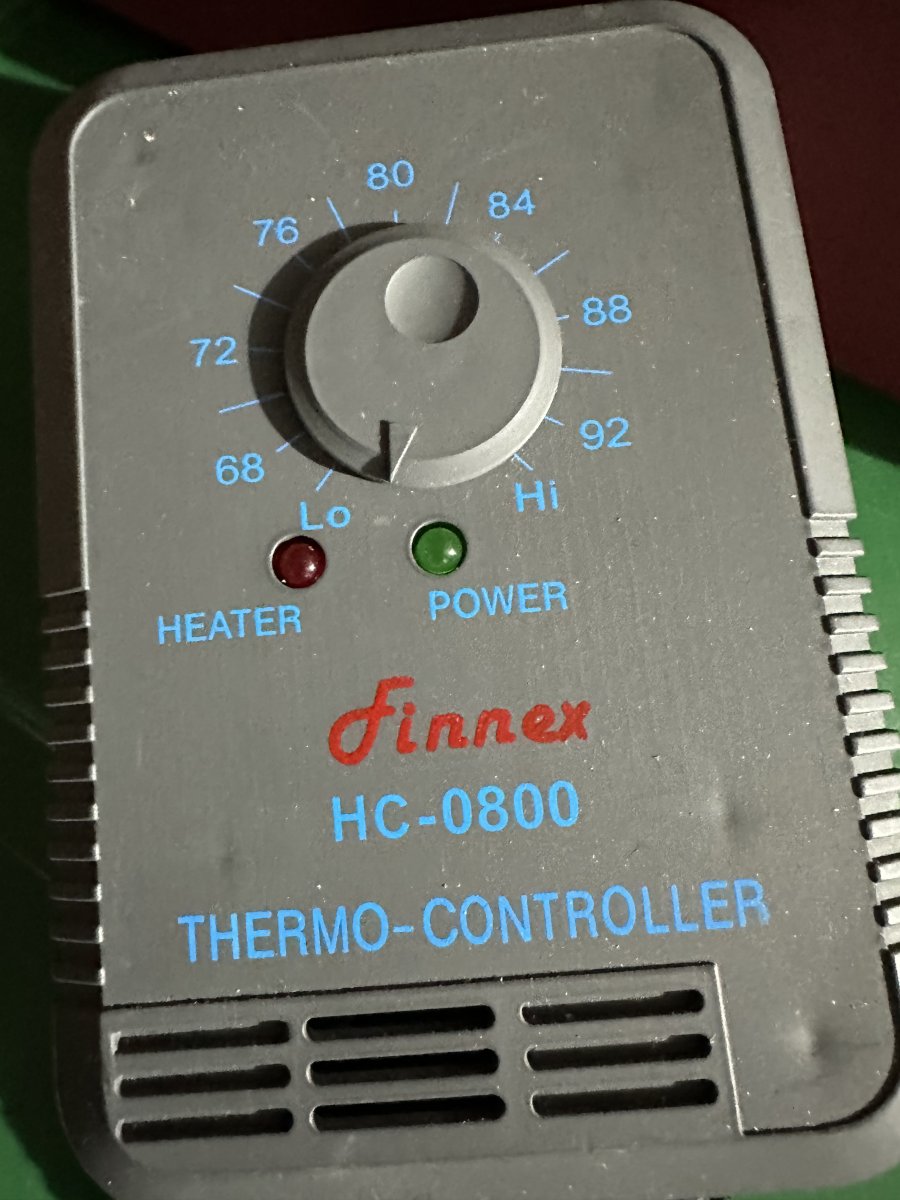 80
76 84
72 88
68 92
Lo Hi
HEATER POWER
Finnex
HC-0800
THERMO-CONTROLLER